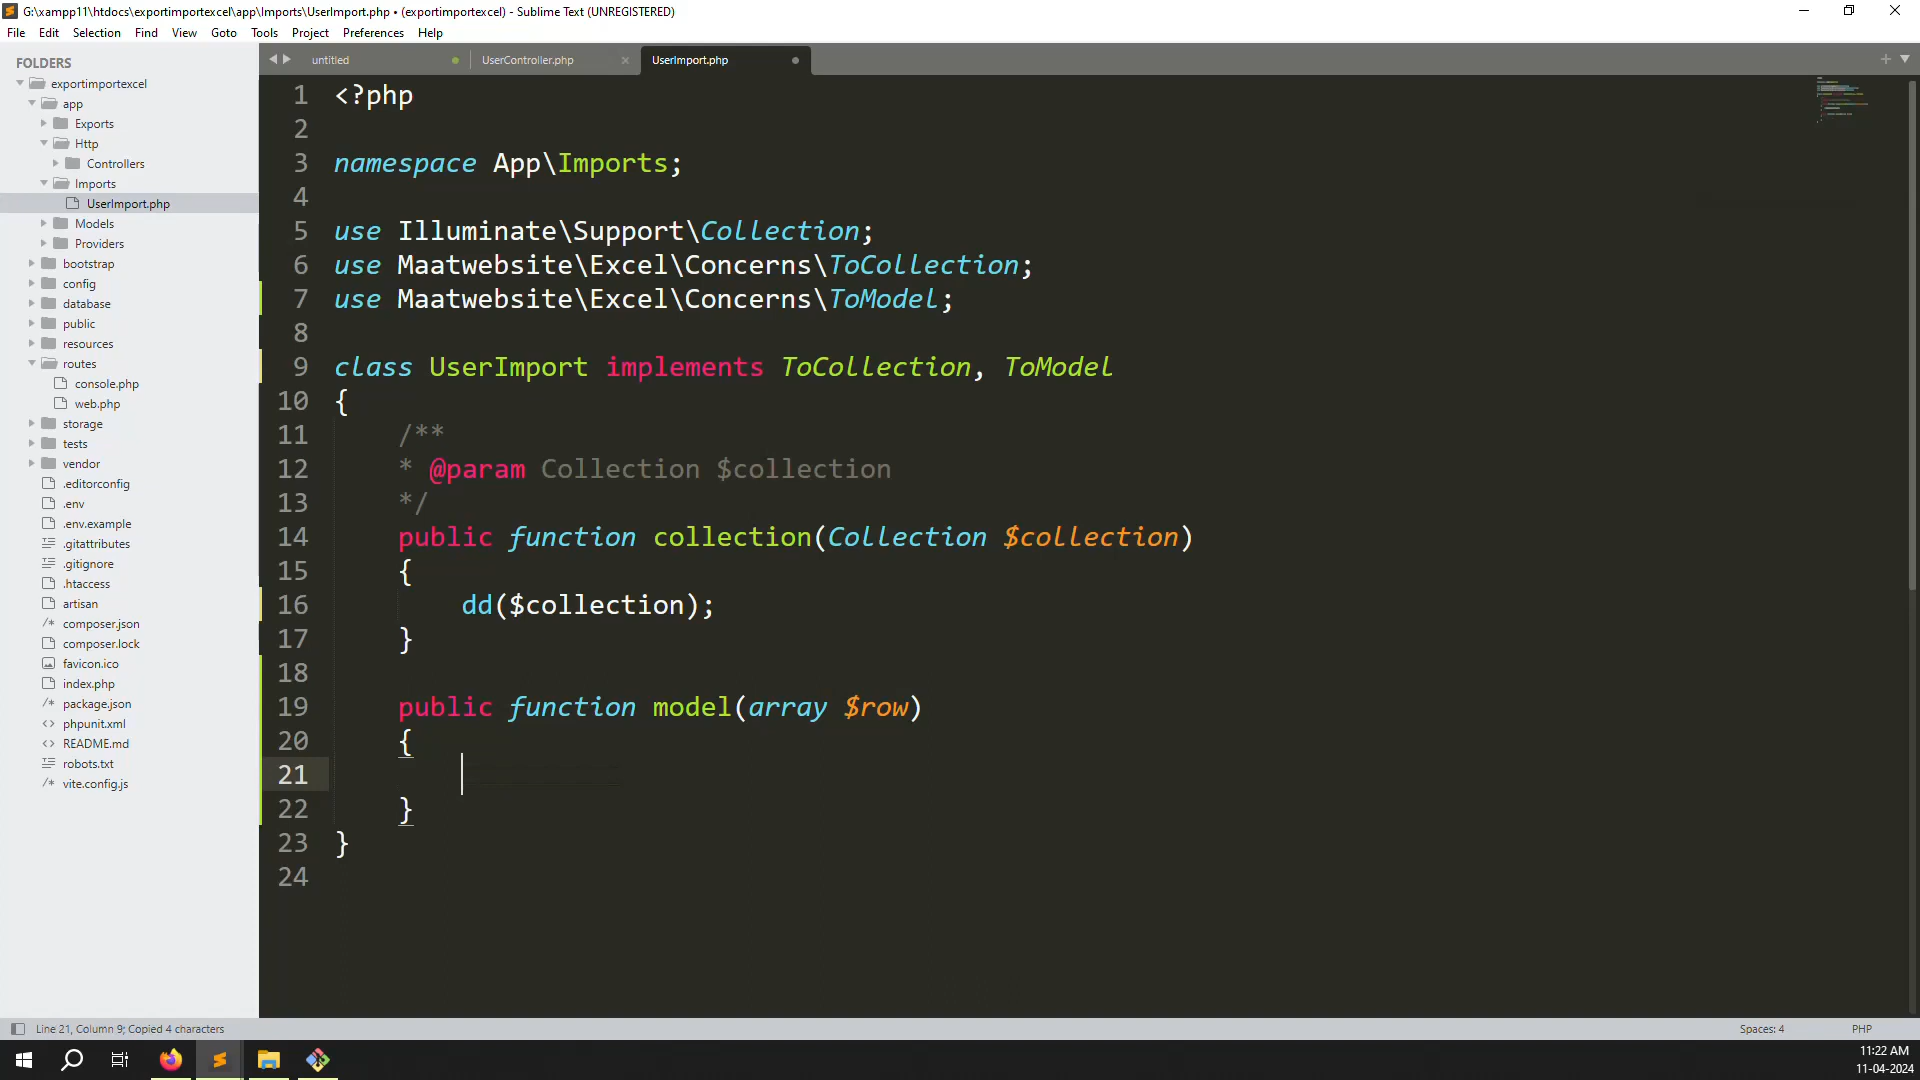 G:\xampp11\htdocs\exportimportexcel\app\Imports\UserImport.php • (exportimportexcel) - Sublime Text (UNREGISTERED)
File Edit Selection Find View Goto Tools Project Preferences Help
FOLDERS
exportimportexcel
app
Exports
Http
Controllers
Imports
UserImport.php
Models
Providers
bootstrap
config
database
public
resources
routes
console.php
web.php
storage
tests
vendor
.editorconfig
.env
.env.example
.gitattributes
.gitignore
.htaccess
artisan
composer.json
composer.lock
favicon.ico
index.php
package.json
phpunit.xml
README.md
robots.txt
vite.config.js
untitled UserController.php UserImport.php
1 <?php
2
3 namespace App\Imports;
4
5 use Illuminate\Support\Collection;
6 use Maatwebsite\Excel\Concerns\ToCollection;
7 use Maatwebsite\Excel\Concerns\ToModel;
8
9 class UserImport implements ToCollection, ToModel
10 {
11 /**
12 * @param Collection $collection
13 */
14 public function collection(Collection $collection)
15 {
16 dd($collection);
17 }
18
19 public function model(array $row)
20 {
21
22 }
23 }
24
Line 21, Column 9; Copied 4 characters
Spaces: 4 PHP
11:22 AM
11-04-2024